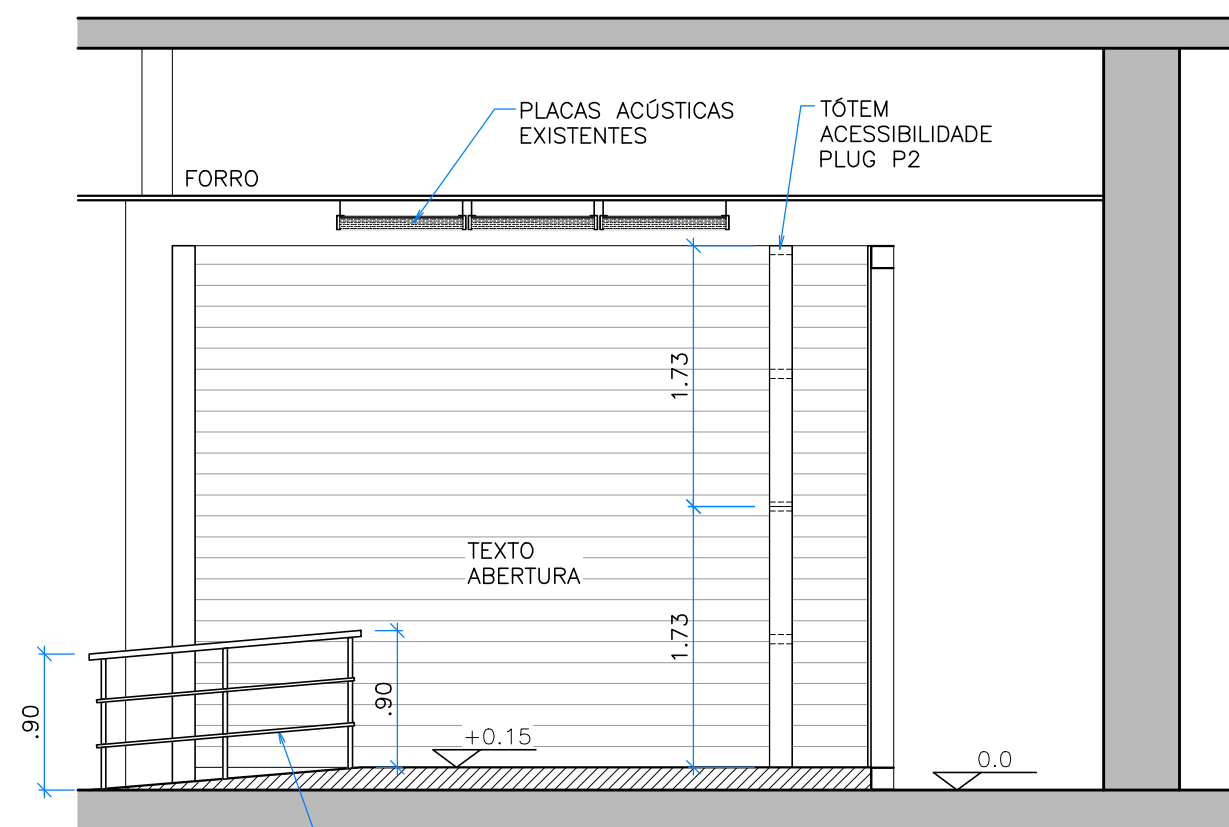 PLACAS ACÚSTICAS
EXISTENTES
TÓTEM
ACESSIBILIDADE
PLUG P2
FORRO
1.73
TEXTO
ABERTURA
1.73
.90
.90
+0.15
0.0